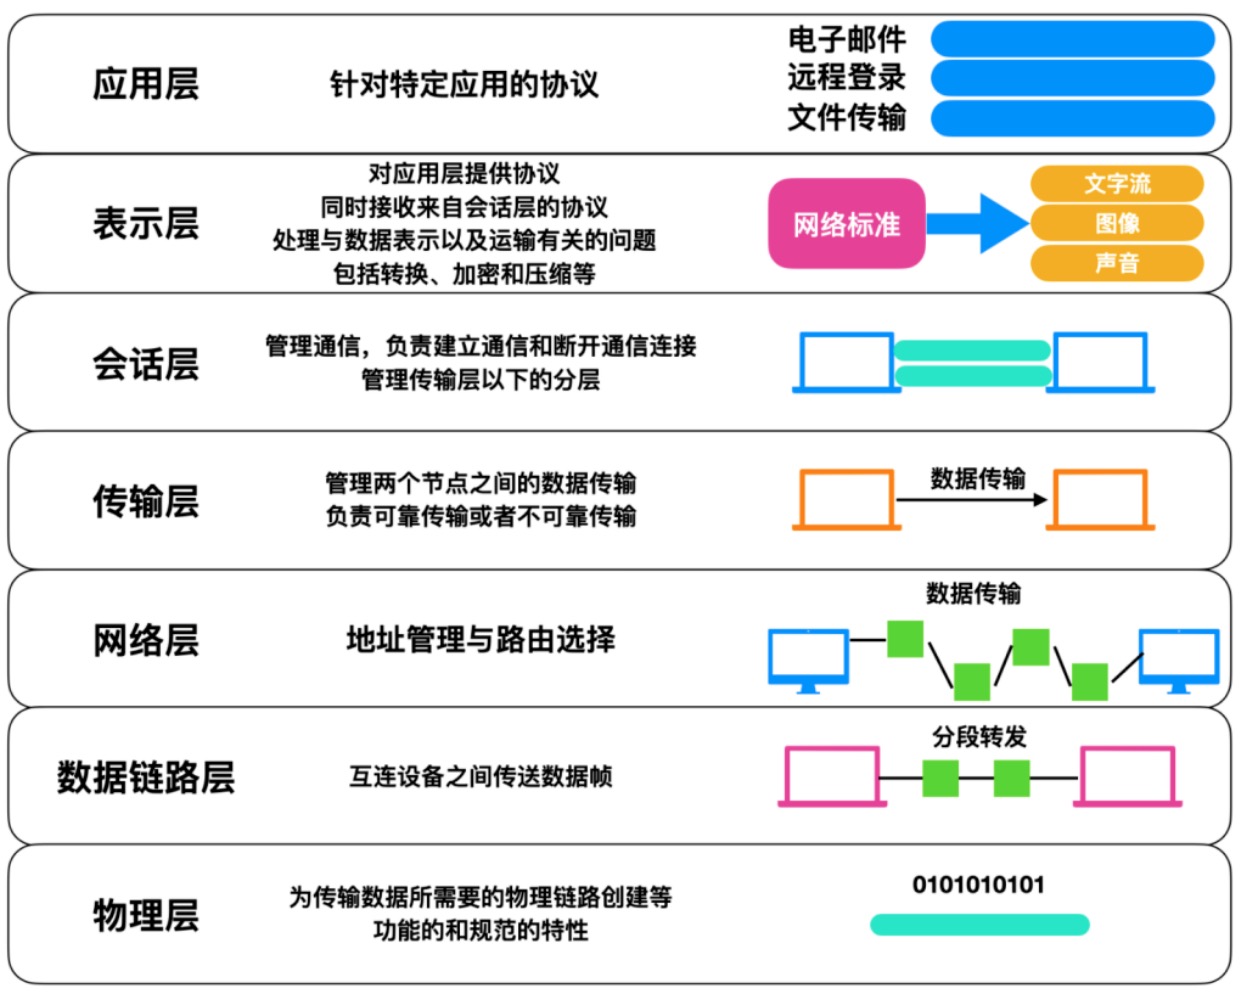 应用层
针对特定应用的协议
电子邮件
远程登录
文件传输
表示层
对应用层提供协议
同时接收来自会话层的协议
处理与数据表示以及运输有关的问题
包括转换、加密和压缩等
网络标准
文字流
图像
声音
会话层
管理通信，负责建立通信和断开通信连接
管理传输层以下的分层
传输层
管理两个节点之间的数据传输
负责可靠传输或者不可靠传输
数据传输
网络层
地址管理与路由选择
数据传输
数据链路层
互连设备之间传送数据帧
分段转发
物理层
为传输数据所需要的物理链路创建等
功能的和规范的特性
0101010101